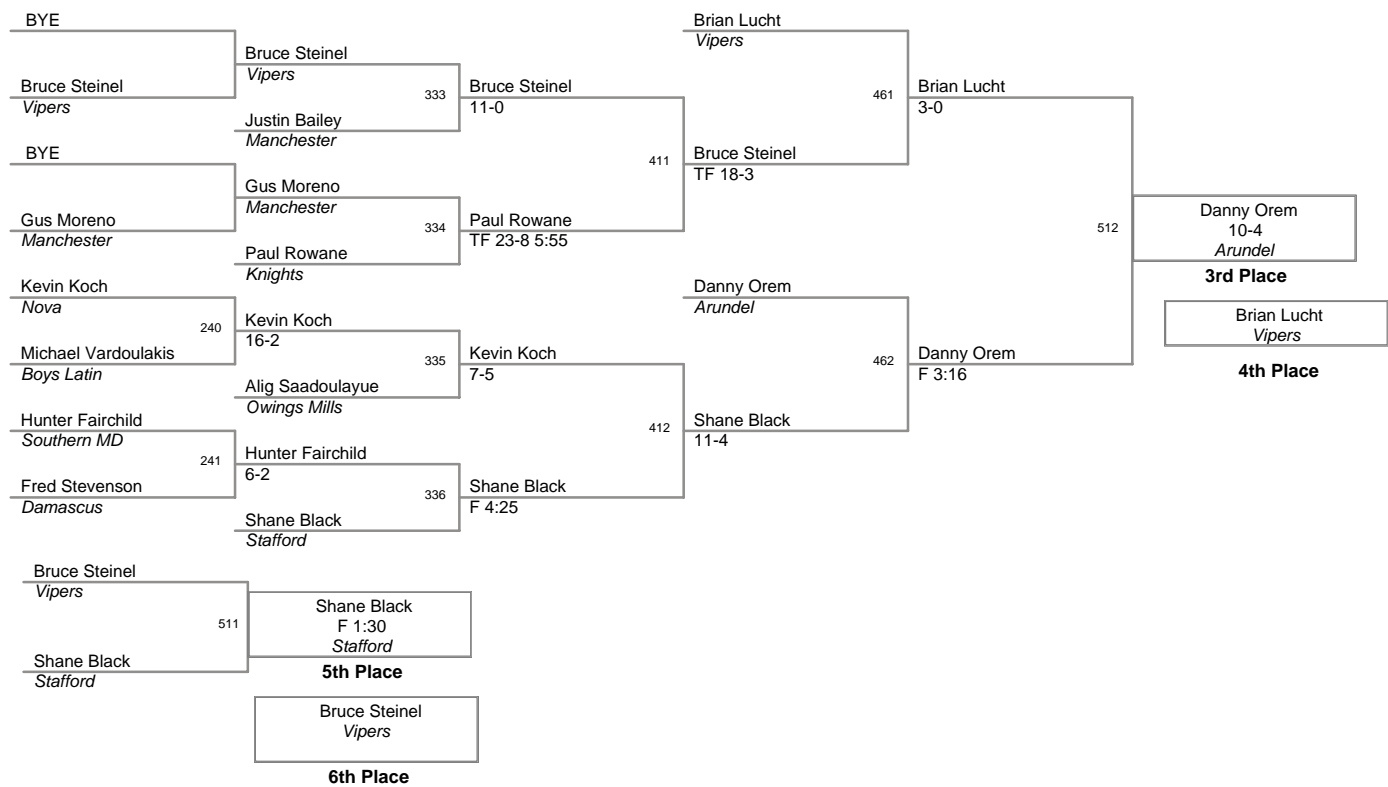 BYE
Bruce Steinel
Vipers
BYE
Gus Moreno
Manchester
Kevin Koch
Nova
240
Michael Vardoulakis
Boys Latin
Hunter Fairchild
Southern MD
241
Fred Stevenson
Damascus
Bruce Steinel
Vipers
333
Justin Bailey
Manchester
Gus Moreno
Manchester
334
Paul Rowane
Knights
Kevin Koch
16-2
335
Alig Saadoulayue
Owings Mills
Hunter Fairchild
6-2
336
Shane Black
Stafford
Bruce Steinel
11-0
411
Paul Rowane
TF 23-8 5:55
Kevin Koch
7-5
412
Shane Black
F 4:25
Brian Lucht
Vipers
461
Bruce Steinel
TF 18-3
Danny Orem
Arundel
462
Shane Black
11-4
Brian Lucht
3-0
512
Danny Orem
F 3:16
Danny Orem
10-4
Arundel
3rd Place
Brian Lucht
Vipers
4th Place
Bruce Steinel
Vipers
511
Shane Black
Stafford
Shane Black
F 1:30
Stafford
5th Place
Bruce Steinel
Vipers
6th Place